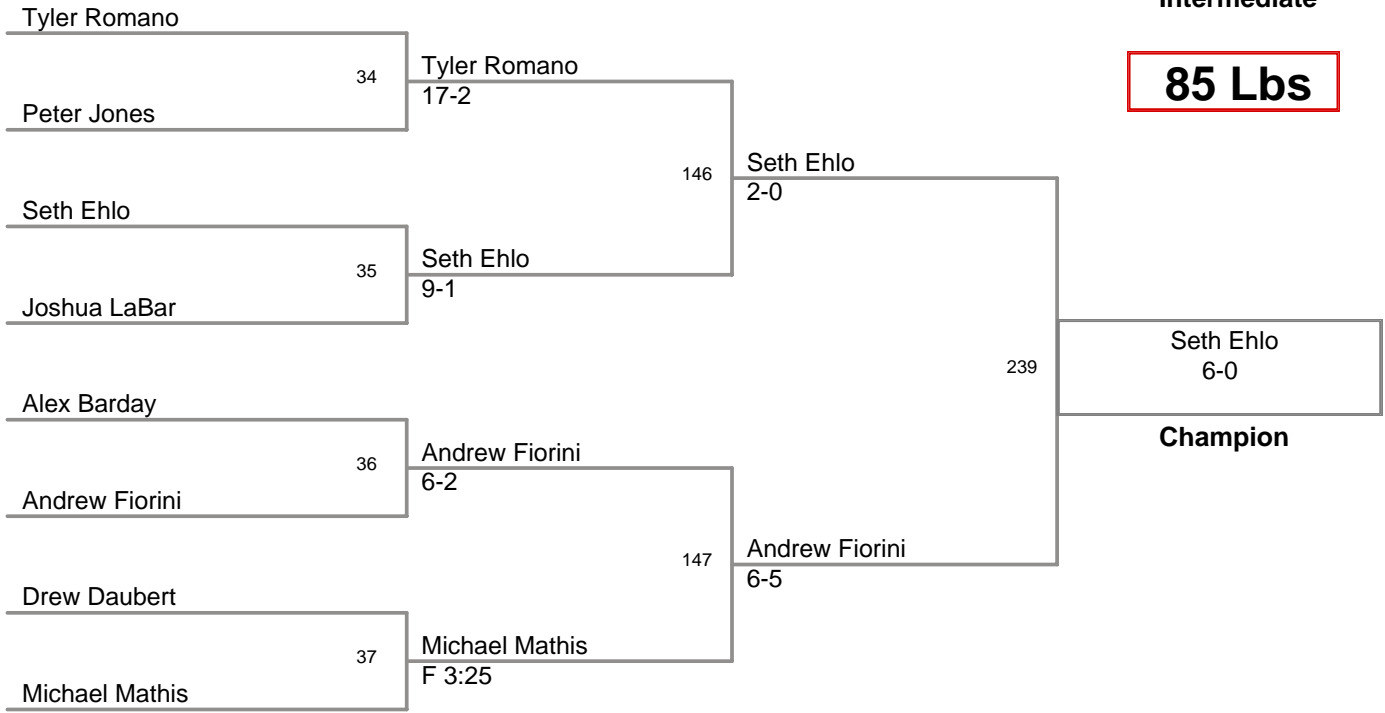 Intermediate
85 Lbs
Tyler Romano
34
Peter Jones
Tyler Romano
17-2
Seth Ehlo
35
Joshua LaBar
Seth Ehlo
9-1
146
Seth Ehlo
2-0
Alex Barday
36
Andrew Fiorini
Andrew Fiorini
6-2
Drew Daubert
37
Michael Mathis
Michael Mathis
F 3:25
147
Andrew Fiorini
6-5
239
Seth Ehlo
6-0
Champion